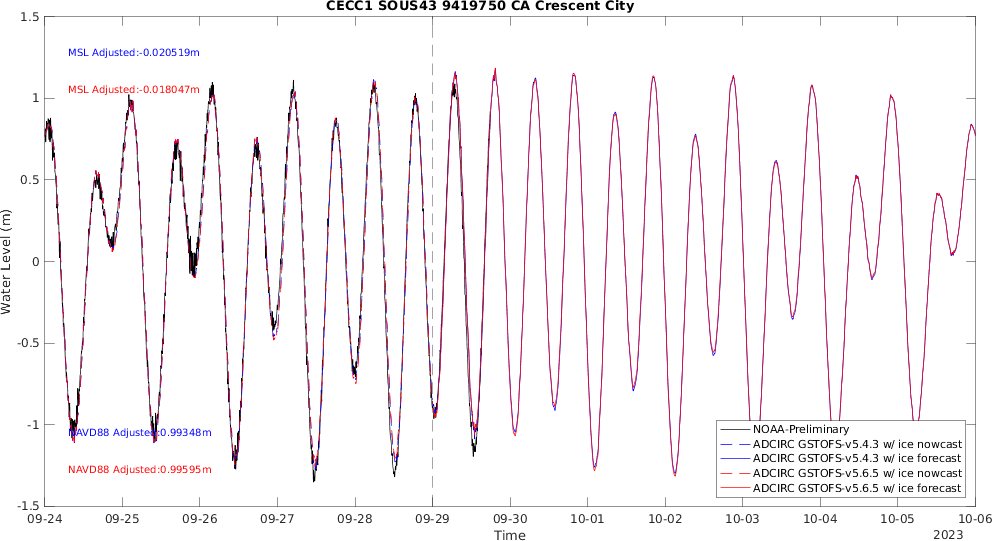 CECC1 SOUS43 9419750 CA Crescent City
1.5
1
0.5
0
-0.5
-1
-1.5
Water Level (m)
MSL Adjusted:-0.020519m
MSL Adjusted:-0.018047m
NAVD88 Adjusted:0.99348m
NAVD88 Adjusted:0.99595m
NOAA-Preliminary
ADCIRC GSTOFS-v5.4.3 w/ ice nowcast
ADCIRC GSTOFS-v5.4.3 w/ ice forecast
ADCIRC GSTOFS-v5.6.5 w/ ice nowcast
ADCIRC GSTOFS-v5.6.5 w/ ice forecast
09-24 09-25 09-26 09-27 09-28 09-29 09-30 10-01 10-02 10-03 10-04 10-05 10-06
Time
2023